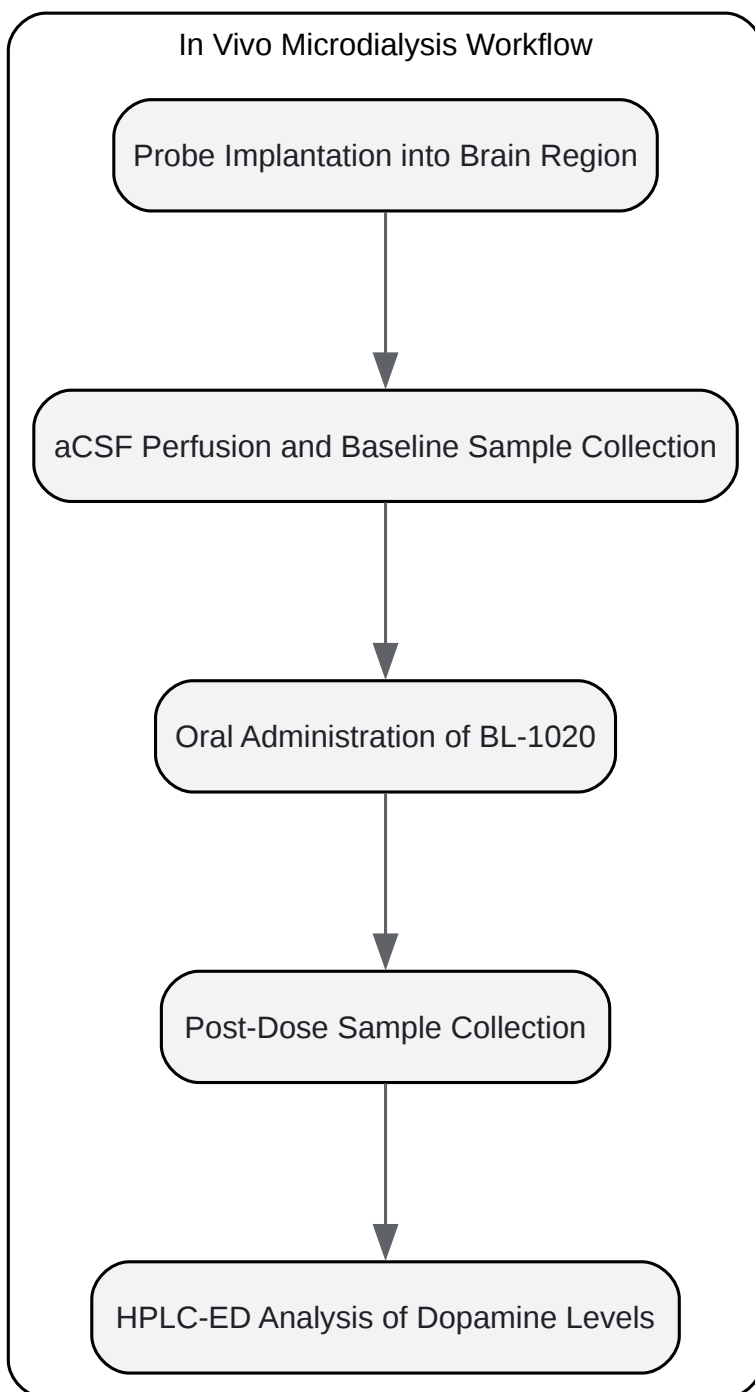 In Vivo Microdialysis Workflow
Probe Implantation into Brain Region
aCSF Perfusion and Baseline Sample Collection
Oral Administration of BL-1020
Post-Dose Sample Collection
HPLC-ED Analysis of Dopamine Levels